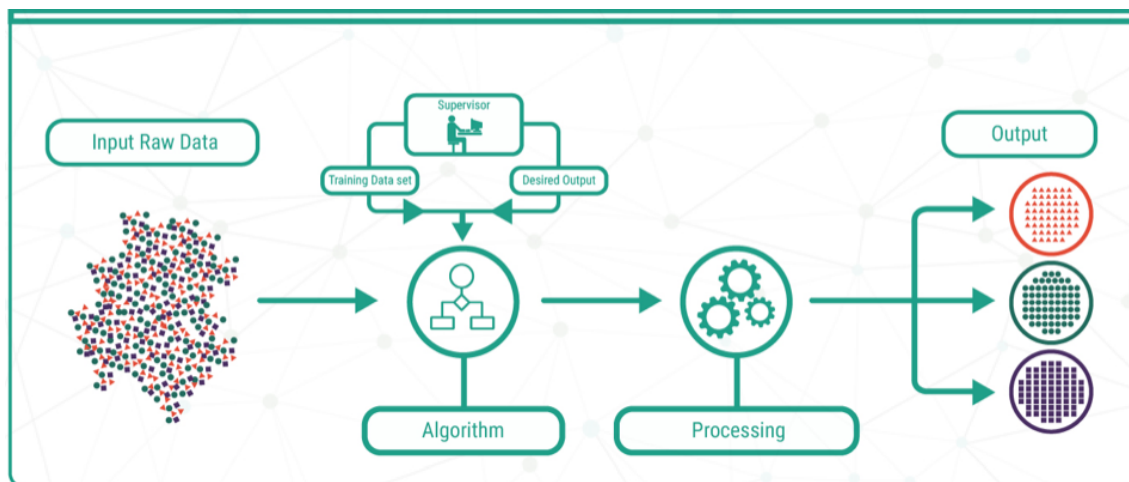 Supervisor
Input Raw Data
Output
Training Data set
Desired Output
Algorithm
Processing